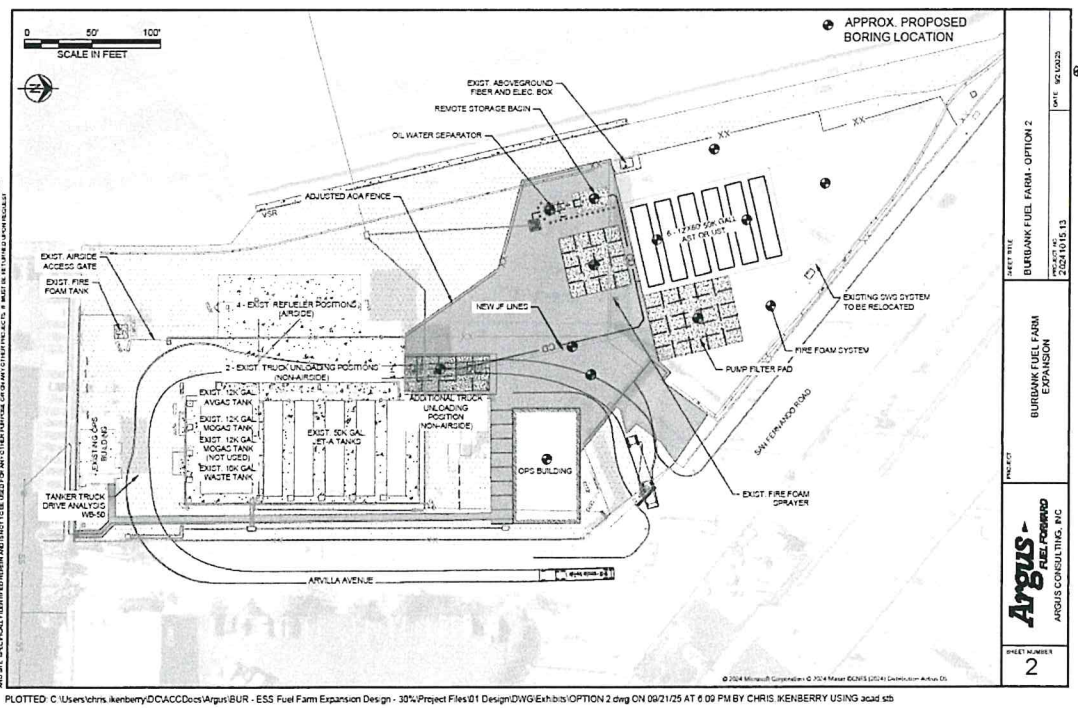 0 50' 100'
SCALE IN FEET
N
APPROX. PROPOSED
BORING LOCATION
EXIST. ABOVEGROUND
FIBER AND ELEC. BOX
REMOTE STORAGE BASIN
OIL WATER SEPARATOR
XX
XX
XX
ADJUSTED AOA FENCE
VSR
6 - 12'X60' 50K GALL
AST OR UST
EXIST. AIRSIDE
ACCESS GATE
EXIST. FIRE
FOAM TANK
4 - EXIST. REFUELER POSITIONS
(AIRSIDE)
NEW JF LINES
EXISTING SWS SYSTEM
TO BE RELOCATED
2 - EXIST. TRUCK UNLOADING POSITIONS
(NON-AIRSIDE)
FIRE FOAM SYSTEM
PUMP FILTER PAD
ADDITIONAL TRUCK
UNLOADING
POSITION
(NON-AIRSIDE)
EXIST. 12K GAL
AVGAS TANK
EXIST. 12K GAL
MOGAS TANK
EXIST. 12K GAL
MOGAS TANK
(NOT USED)
EXIST. 10K GAL
WASTE TANK
EXIST. 50K GAL
JET-A TANKS
EXISTING OPS
BUILDING
SAN FERNANDO ROAD
OPS BUILDING
EXIST. FIRE FOAM
SPRAYER
TANKER TRUCK
DRIVE ANALYSIS
WB-50
ARVILLA AVENUE
SHEET TITLE
BURBANK FUEL FARM - OPTION 2
DATE 9/21/2025
PROJECT NO.
20241015.13
PROJECT
BURBANK FUEL FARM
EXPANSION
Argus
FUEL FORWARD
ARGUS CONSULTING, INC
SHEET NUMBER
2
PLOTTED: C:\Users\chris.ikenberry\DC\ACCDocs\Argus\BUR - ESS Fuel Farm Expansion Design - 30%\Project Files\01 Design\DWG\Exhibits\OPTION 2.dwg ON 09/21/25 AT 6:09 PM BY CHRIS.IKENBERRY USING acad.stb